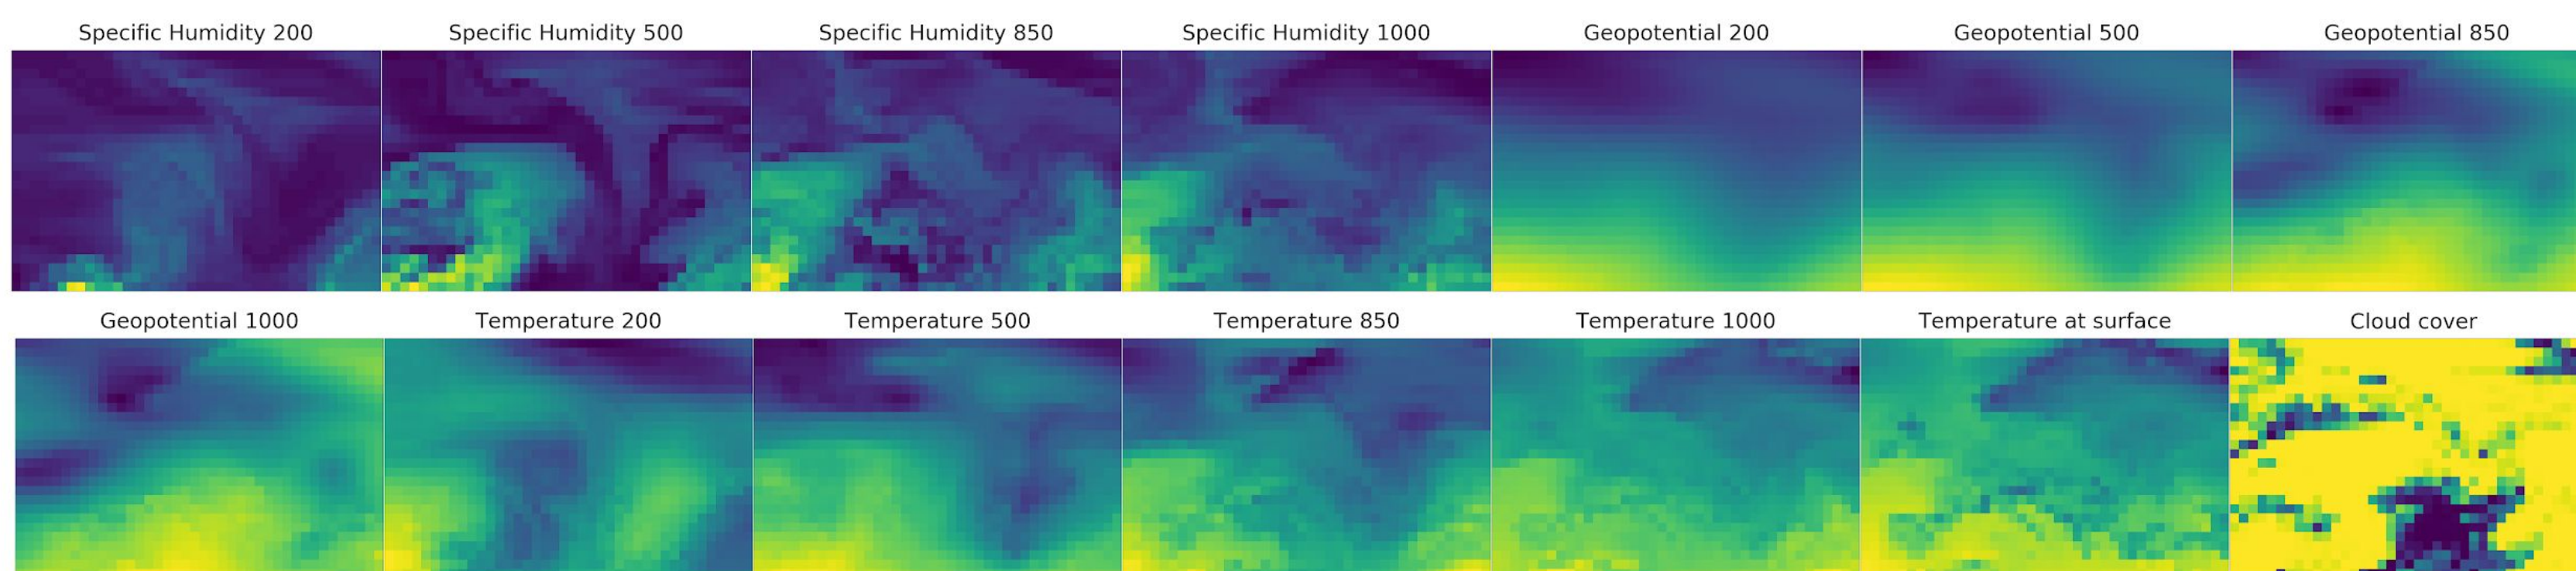 Specific Humidity 200 Specific Humidity 500 Specific Humidity 850 Specific Humidity 1000 Geopotential 200 Geopotential 500 Geopotential 850
Geopotential 1000 Temperature 200 Temperature 500 Temperature 850 Temperature 1000 Temperature at surface Cloud cover